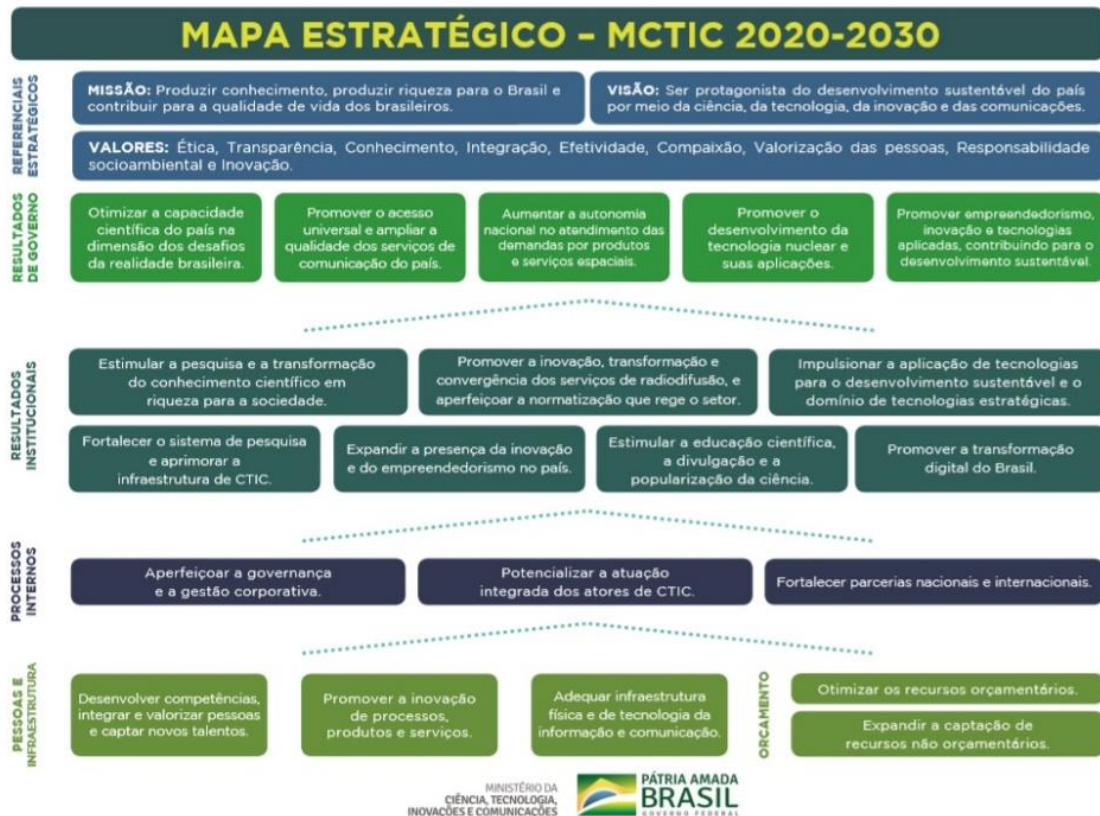 MAPA ESTRATÉGICO – MCTIC 2020-2030
REFERENCIAIS
ESTRATÉGICOS
MISSÃO: Produzir conhecimento, produzir riqueza para o Brasil e
contribuir para a qualidade de vida dos brasileiros.
VISÃO: Ser protagonista do desenvolvimento sustentável do país
por meio da ciência, da tecnologia, da inovação e das comunicações.
VALORES: Ética, Transparência, Conhecimento, Integração, Efetividade, Compaixão, Valorização das pessoas, Responsabilidade
socioambiental e Inovação.
RESULTADOS
DE GOVERNO
Otimizar a capacidade
científica do país na
dimensão dos desafios
da realidade brasileira.
Promover o acesso
universal e ampliar a
qualidade dos serviços de
comunicação do país.
Aumentar a autonomia
nacional no atendimento das
demandas por produtos
e serviços espaciais.
Promover o
desenvolvimento da
tecnologia nuclear e
suas aplicações.
Promover empreendedorismo,
inovação e tecnologias
aplicadas, contribuindo para o
desenvolvimento sustentável.
RESULTADOS
INSTITUCIONAIS
Estimular a pesquisa e a transformação
do conhecimento científico em
riqueza para a sociedade.
Promover a inovação, transformação e
convergência dos serviços de radiodifusão, e
aperfeiçoar a normatização que rege o setor.
Impulsionar a aplicação de tecnologias
para o desenvolvimento sustentável e o
domínio de tecnologias estratégicas.
Fortalecer o sistema de pesquisa
e aprimorar a
infraestrutura de CTIC.
Expandir a presença da inovação
e do empreendedorismo no país.
Estimular a educação científica,
a divulgação e a
popularização da ciência.
Promover a transformação
digital do Brasil.
PROCESSOS
INTERNOS
Aperfeiçoar a governança
e a gestão corporativa.
Potencializar a atuação
integrada dos atores de CTIC.
Fortalecer parcerias nacionais e internacionais.
PESSOAS E
INFRAESTRUTURA
Desenvolver competências,
integrar e valorizar pessoas
e captar novos talentos.
Promover a inovação
de processos,
produtos e serviços.
Adequar infraestrutura
física e de tecnologia da
informação e comunicação.
ORÇAMENTO
Otimizar os recursos orçamentários.
Expandir a captação de
recursos não orçamentários.
MINISTÉRIO DA
CIÊNCIA, TECNOLOGIA,
INOVAÇÕES E COMUNICAÇÕES
PÁTRIA AMADA
BRASIL
GOVERNO FEDERAL